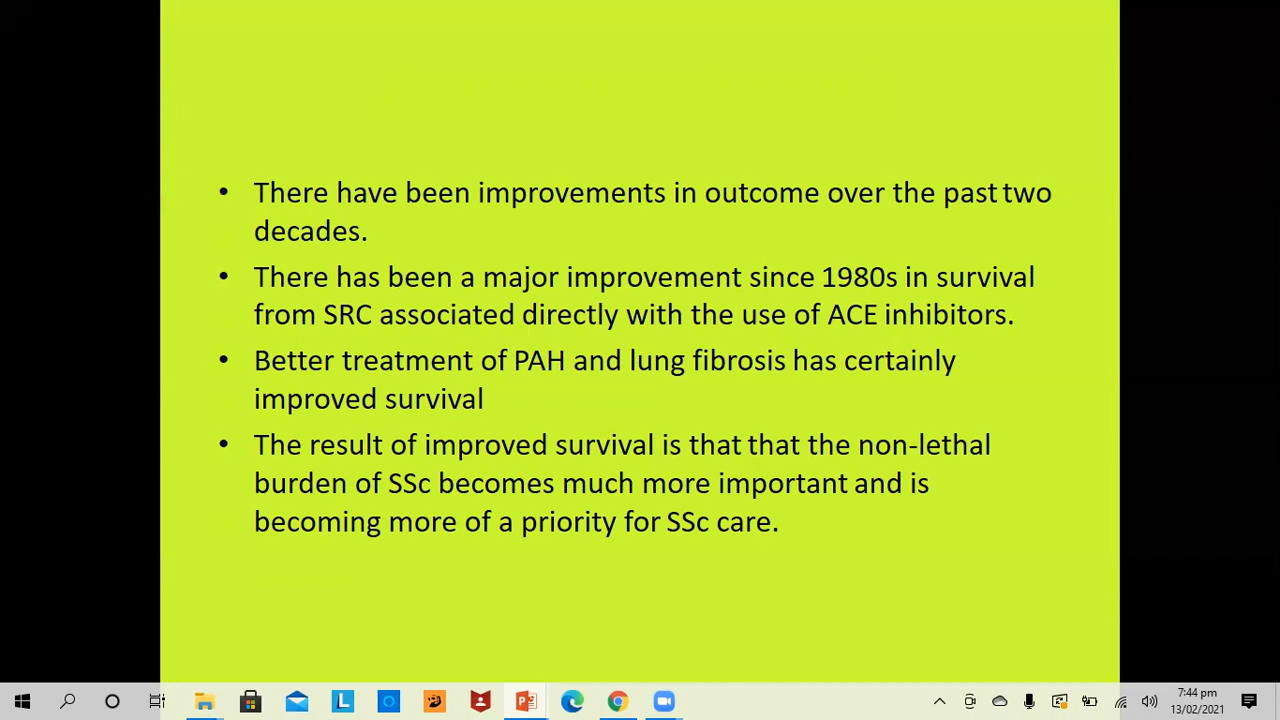 • There have been improvements in outcome over the past two
decades.
• There has been a major improvement since 1980s in survival
from SRC associated directly with the use of ACE inhibitors.
• Better treatment of PAH and lung fibrosis has certainly
improved survival
• The result of improved survival is that that the non-lethal
burden of SSc becomes much more important and is
becoming more of a priority for SSc care.
L
7:44 pm
13/02/2021